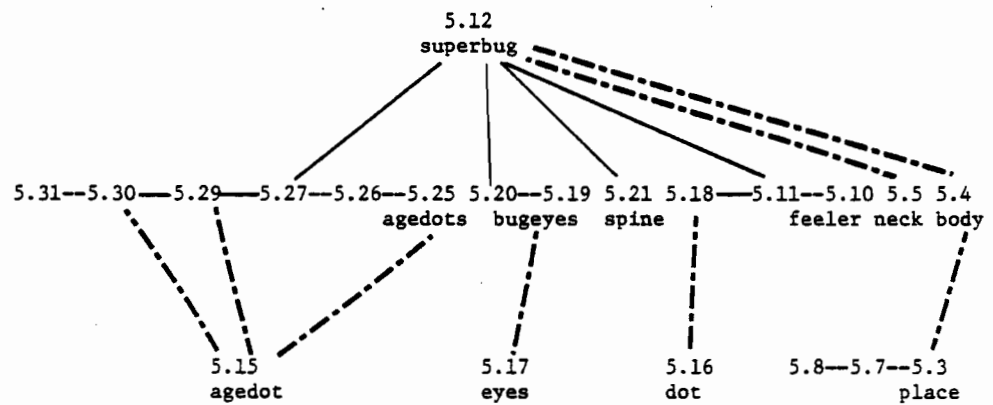 5.12
superbug
5.31--5.30——5.29——5.27--5.26--5.25 5.20--5.19 5.21 5.18——5.11--5.10 5.5 5.4
agedots bugeyes spine feeler neck body
5.15 5.17 5.16 5.8--5.7--5.3
agedot eyes dot place